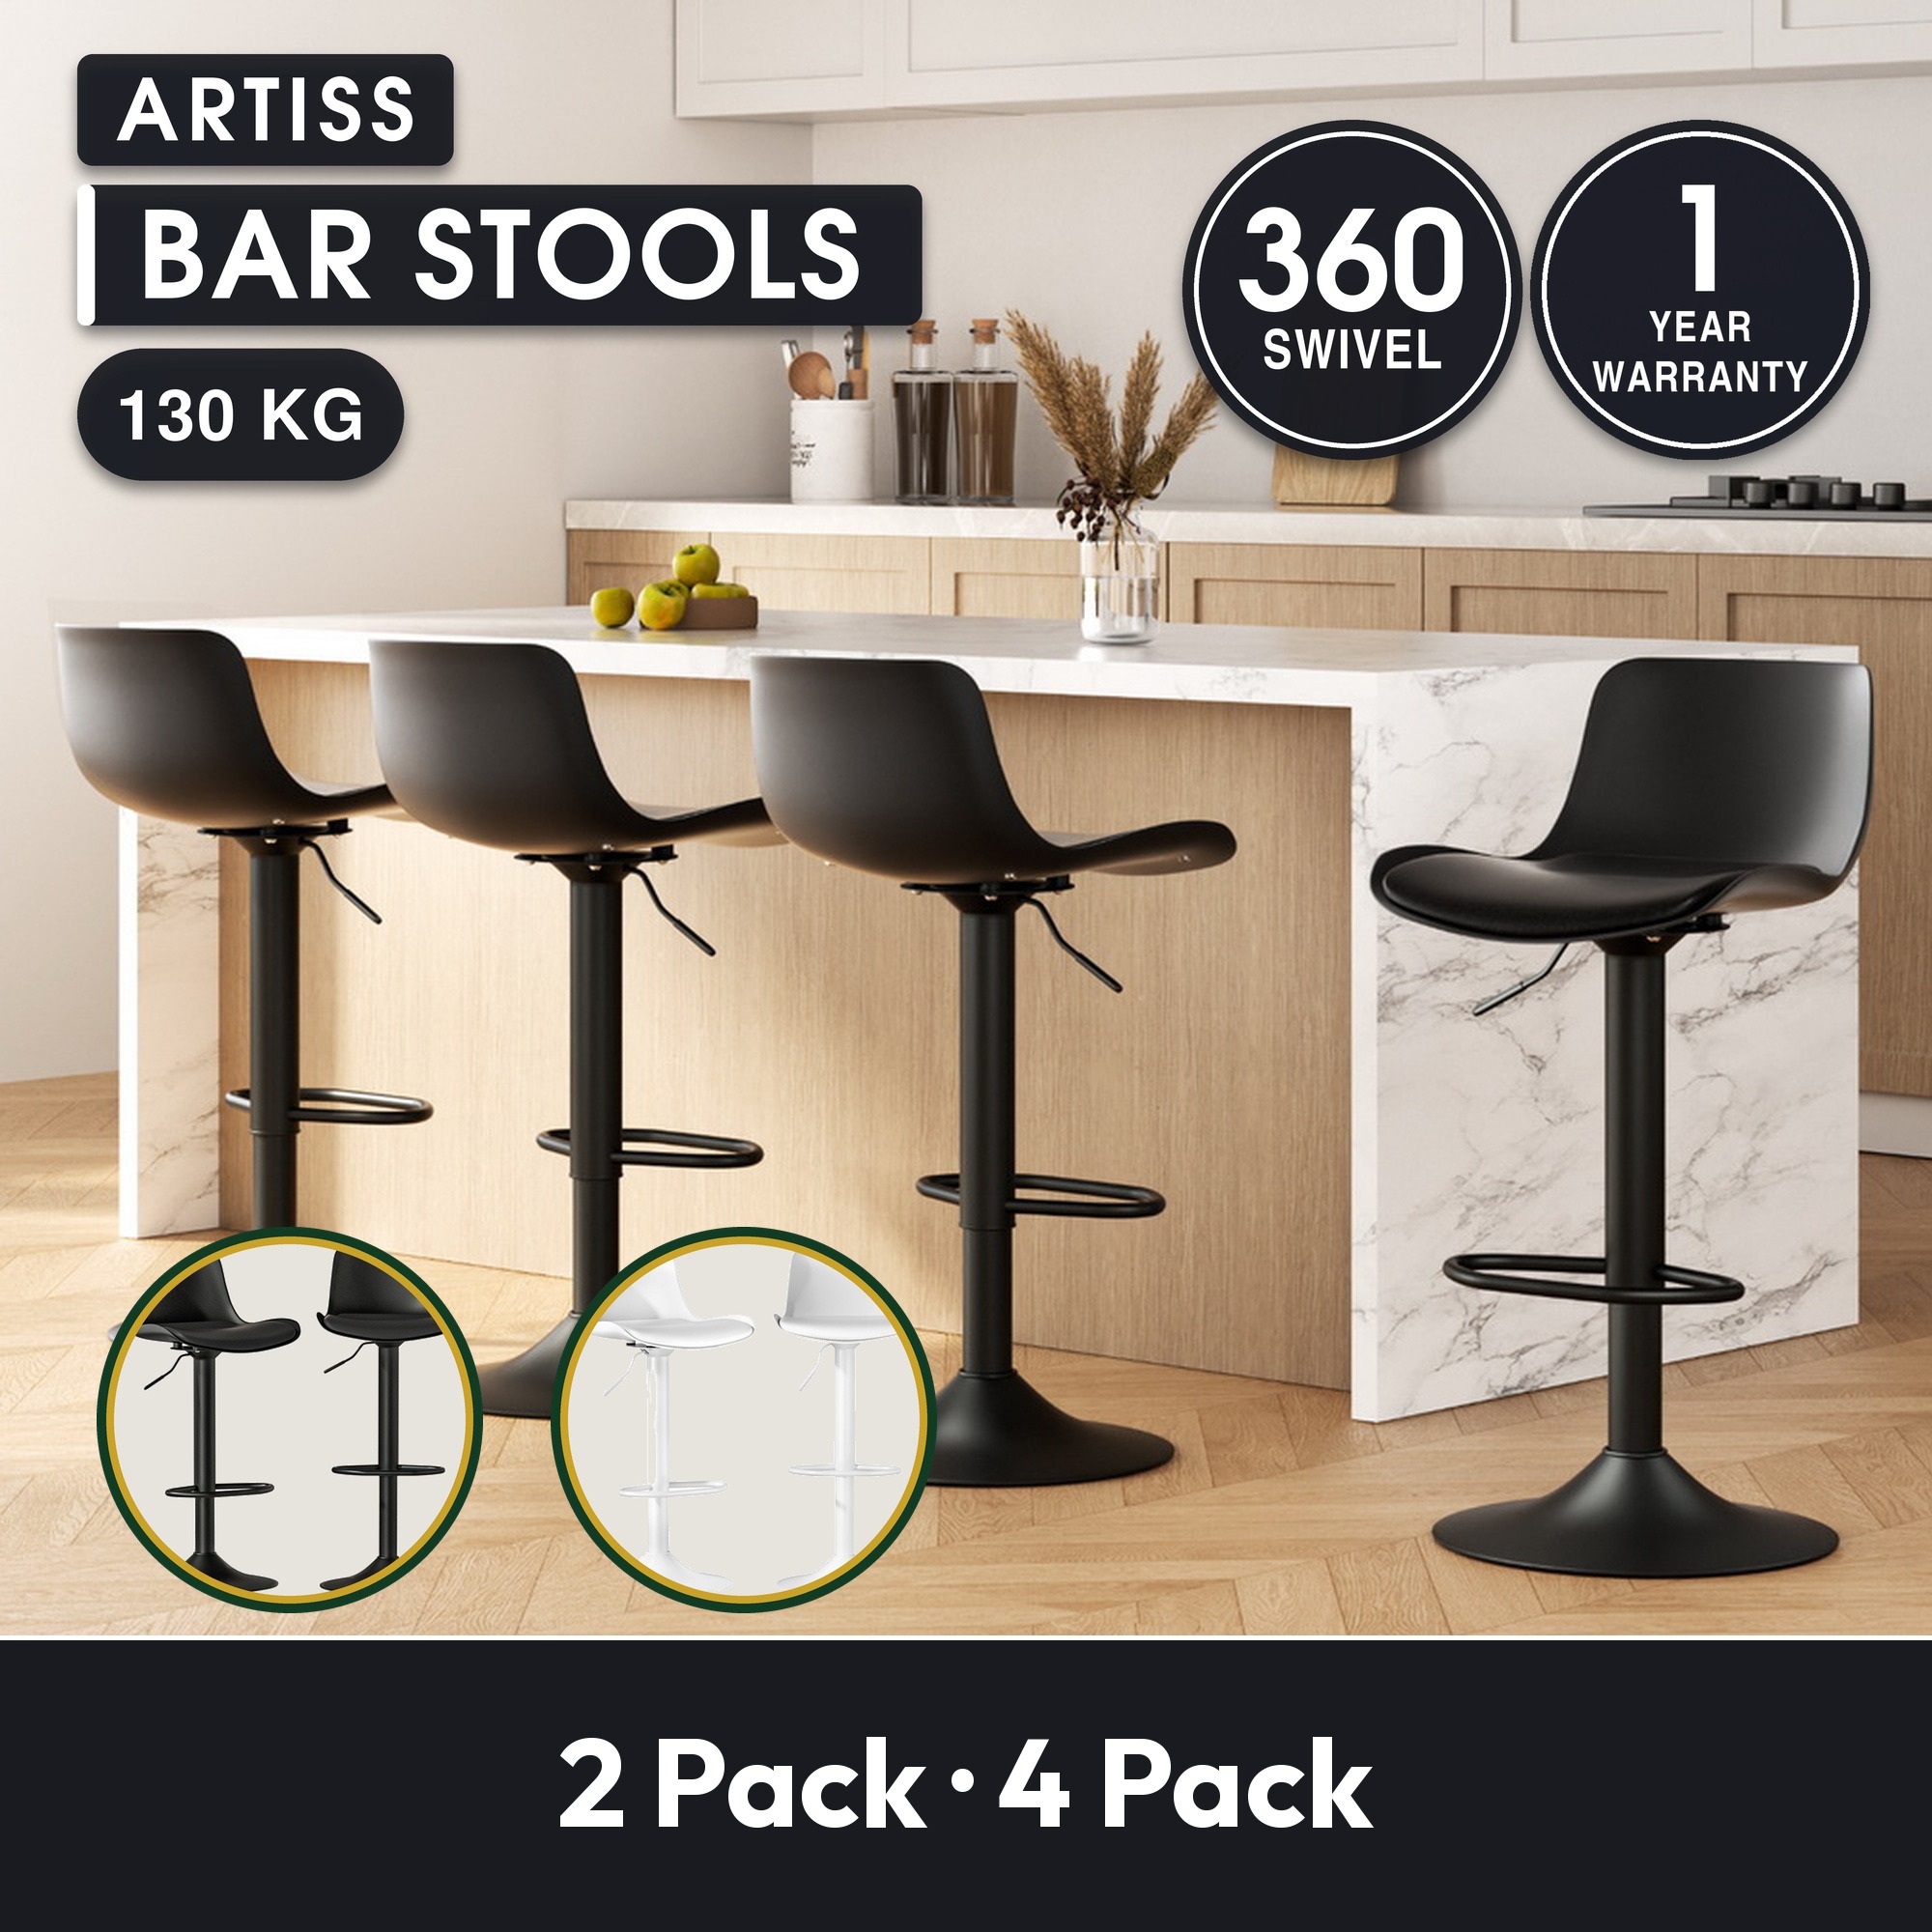 ARTISS
BAR STOOLS
130 KG
360
SWIVEL
1
YEAR
WARRANTY
2 Pack · 4 Pack